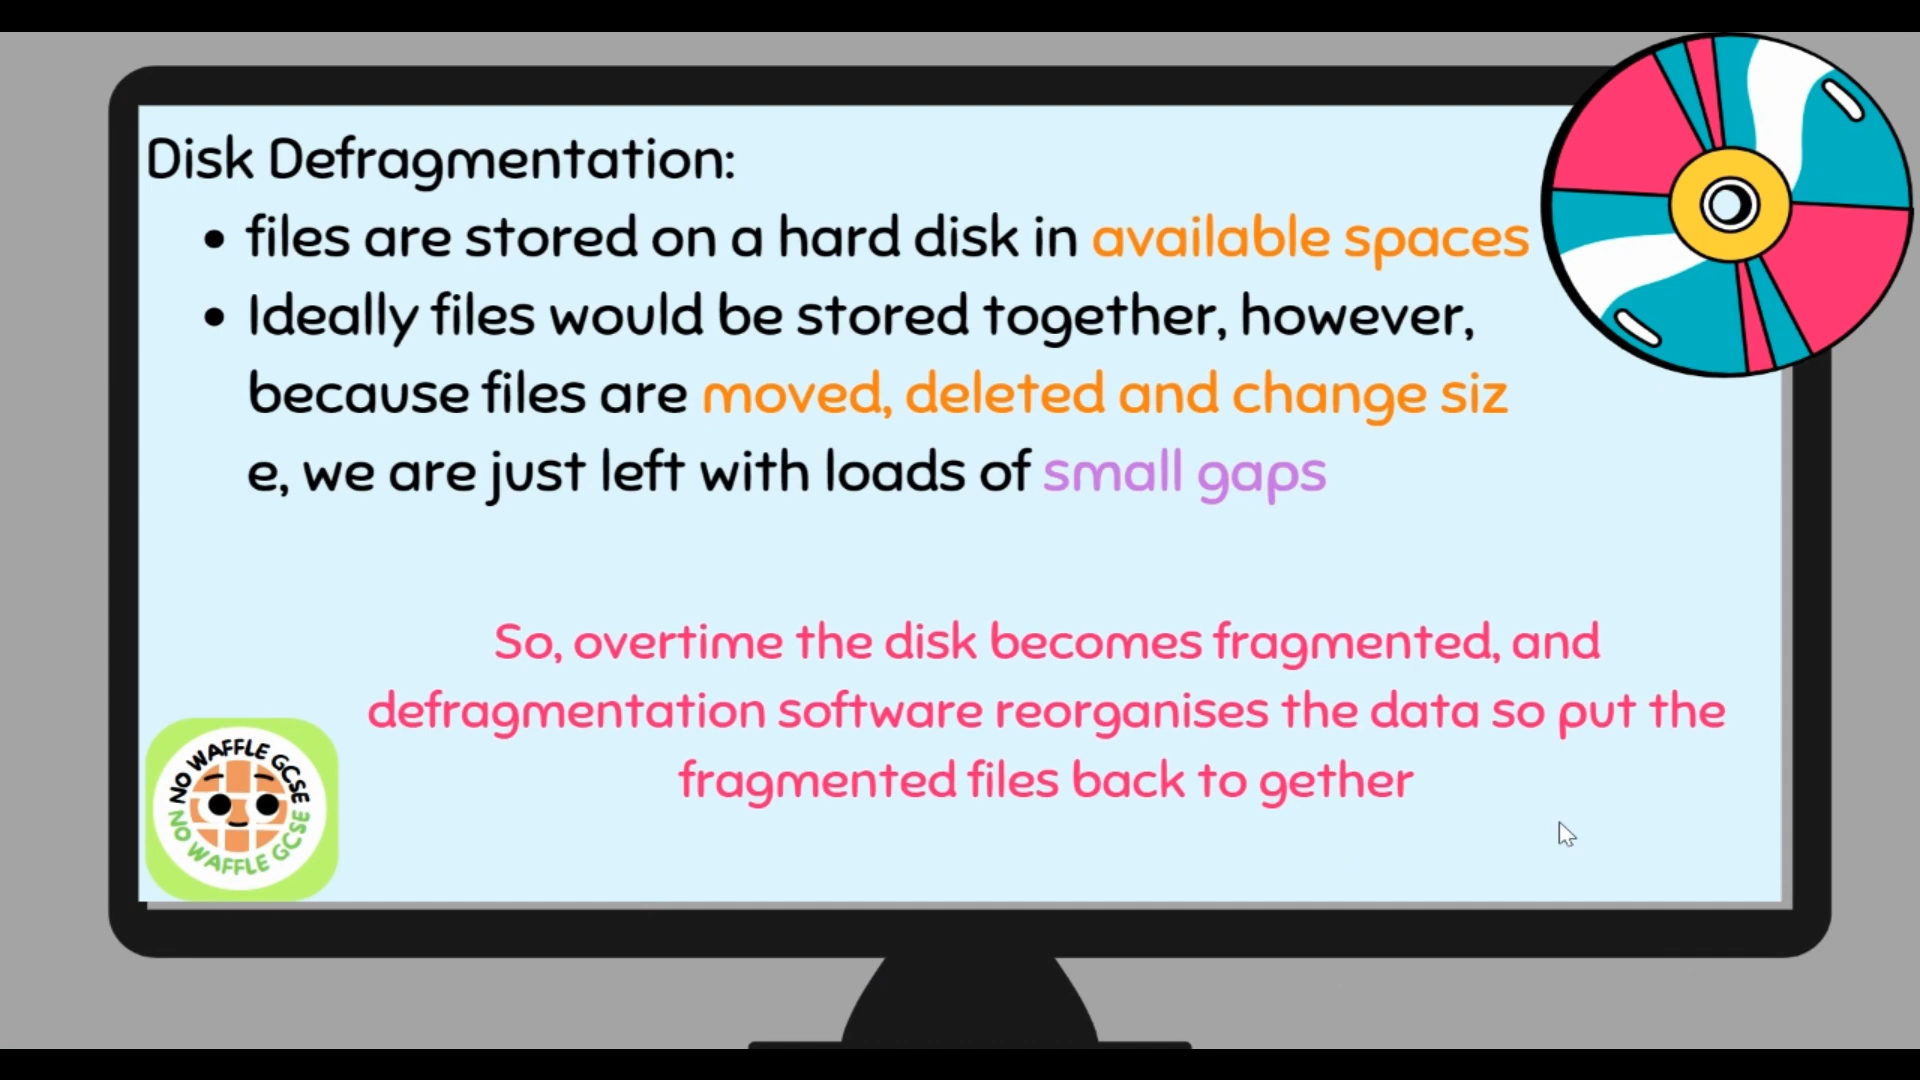 Disk Defragmentation:
• files are stored on a hard disk in available spaces
• Ideally files would be stored together, however,
because files are moved, deleted and change siz
e, we are just left with loads of small gaps
So, overtime the disk becomes fragmented, and
defragmentation software reorganises the data so put the
fragmented files back to gether
NO WAFFLE GCSE
NO WAFFLE GCSE